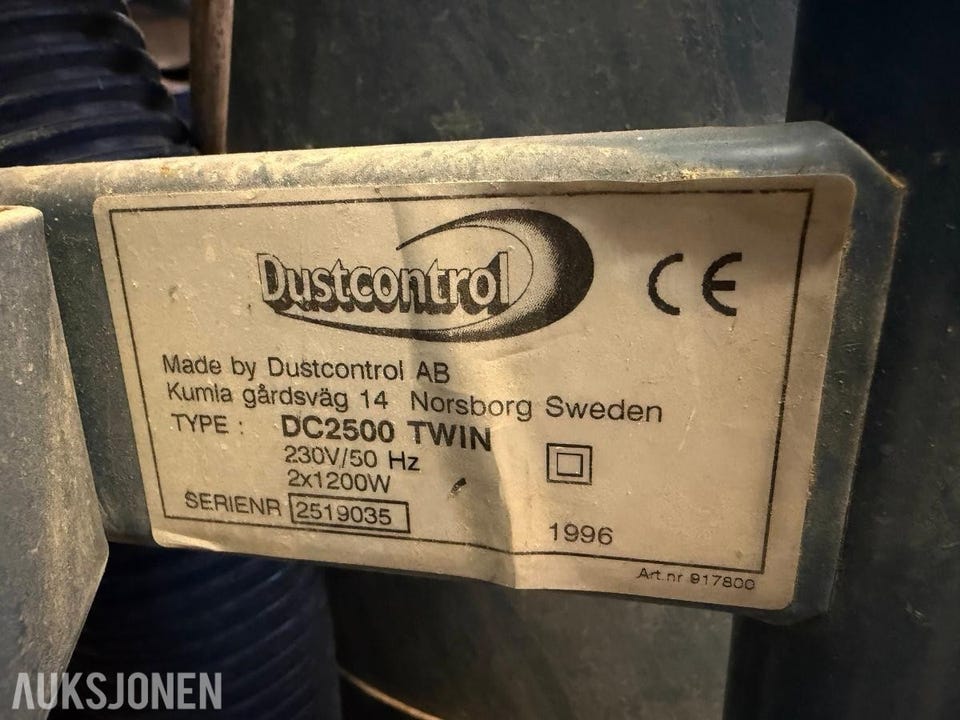 Dustcontrol
CE
Made by Dustcontrol AB
Kumla gårdsväg 14 Norsborg Sweden
TYPE : DC2500 TWIN
230V/50 Hz
2x1200W
SERIENR 2519035
1996
Art.nr 917800
AUKSJONEN